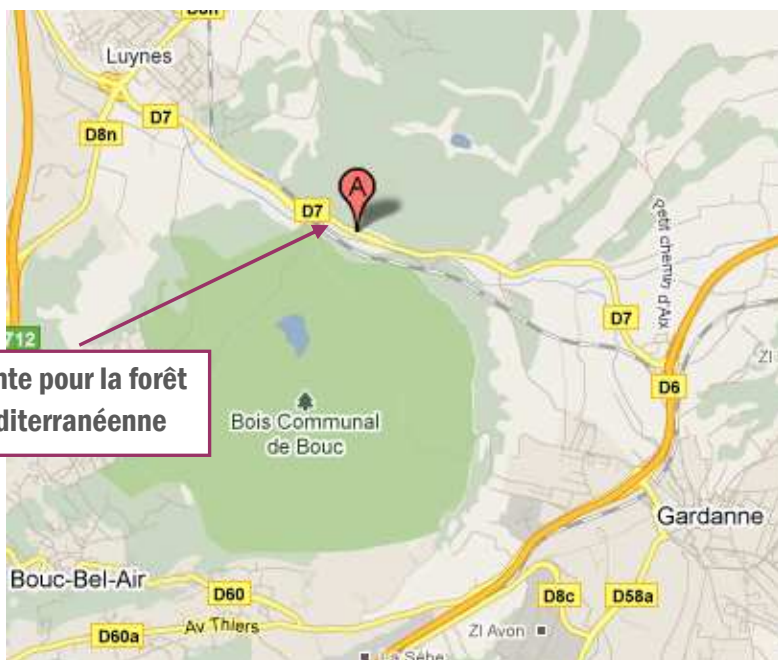 Luynes
D7
D8n
A
D7
petit chemin d'Aix
D7
712
ZI
D6
nte pour la forêt
diterranéenne
Bois Communal
de Bouc
Gardanne
Bouc-Bel-Air
D60
D8c
D58a
D60a
Av Thiers
ZI Avon